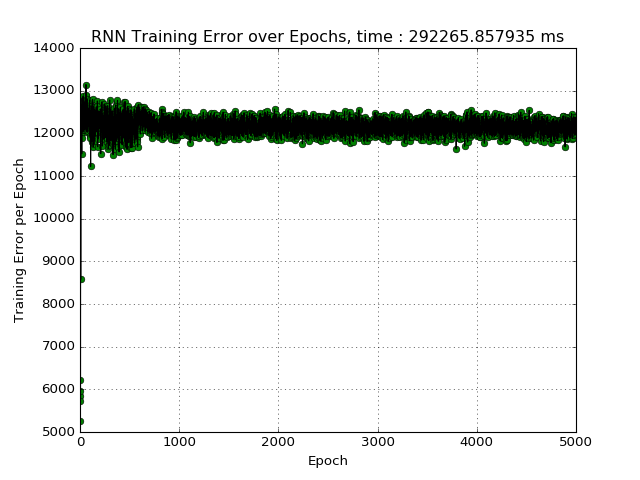 RNN Training Error over Epochs, time : 292265.857935 ms
14000
13000
12000
11000
10000
9000
8000
7000
6000
5000
Training Error per Epoch
0 1000 2000 3000 4000 5000
Epoch